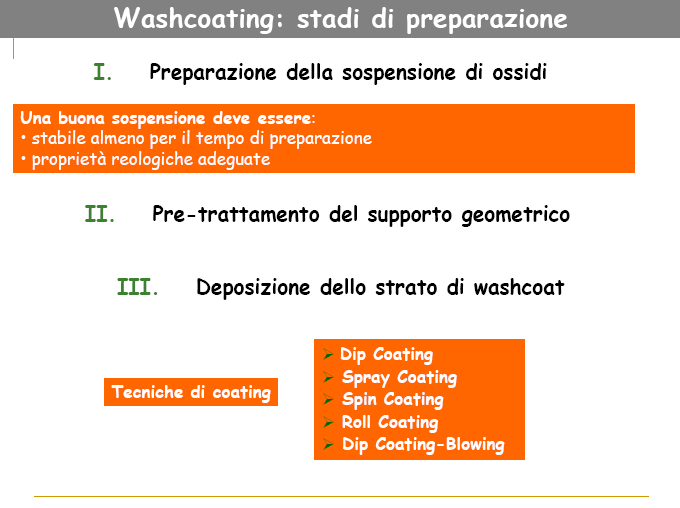 Washcoating: stadi di preparazione
I. Preparazione della sospensione di ossidi
Una buona sospensione deve essere:
• stabile almeno per il tempo di preparazione
• proprietà reologiche adeguate
II. Pre-trattamento del supporto geometrico
III. Deposizione dello strato di washcoat
Tecniche di coating
➢ Dip Coating
➢ Spray Coating
➢ Spin Coating
➢ Roll Coating
➢ Dip Coating-Blowing